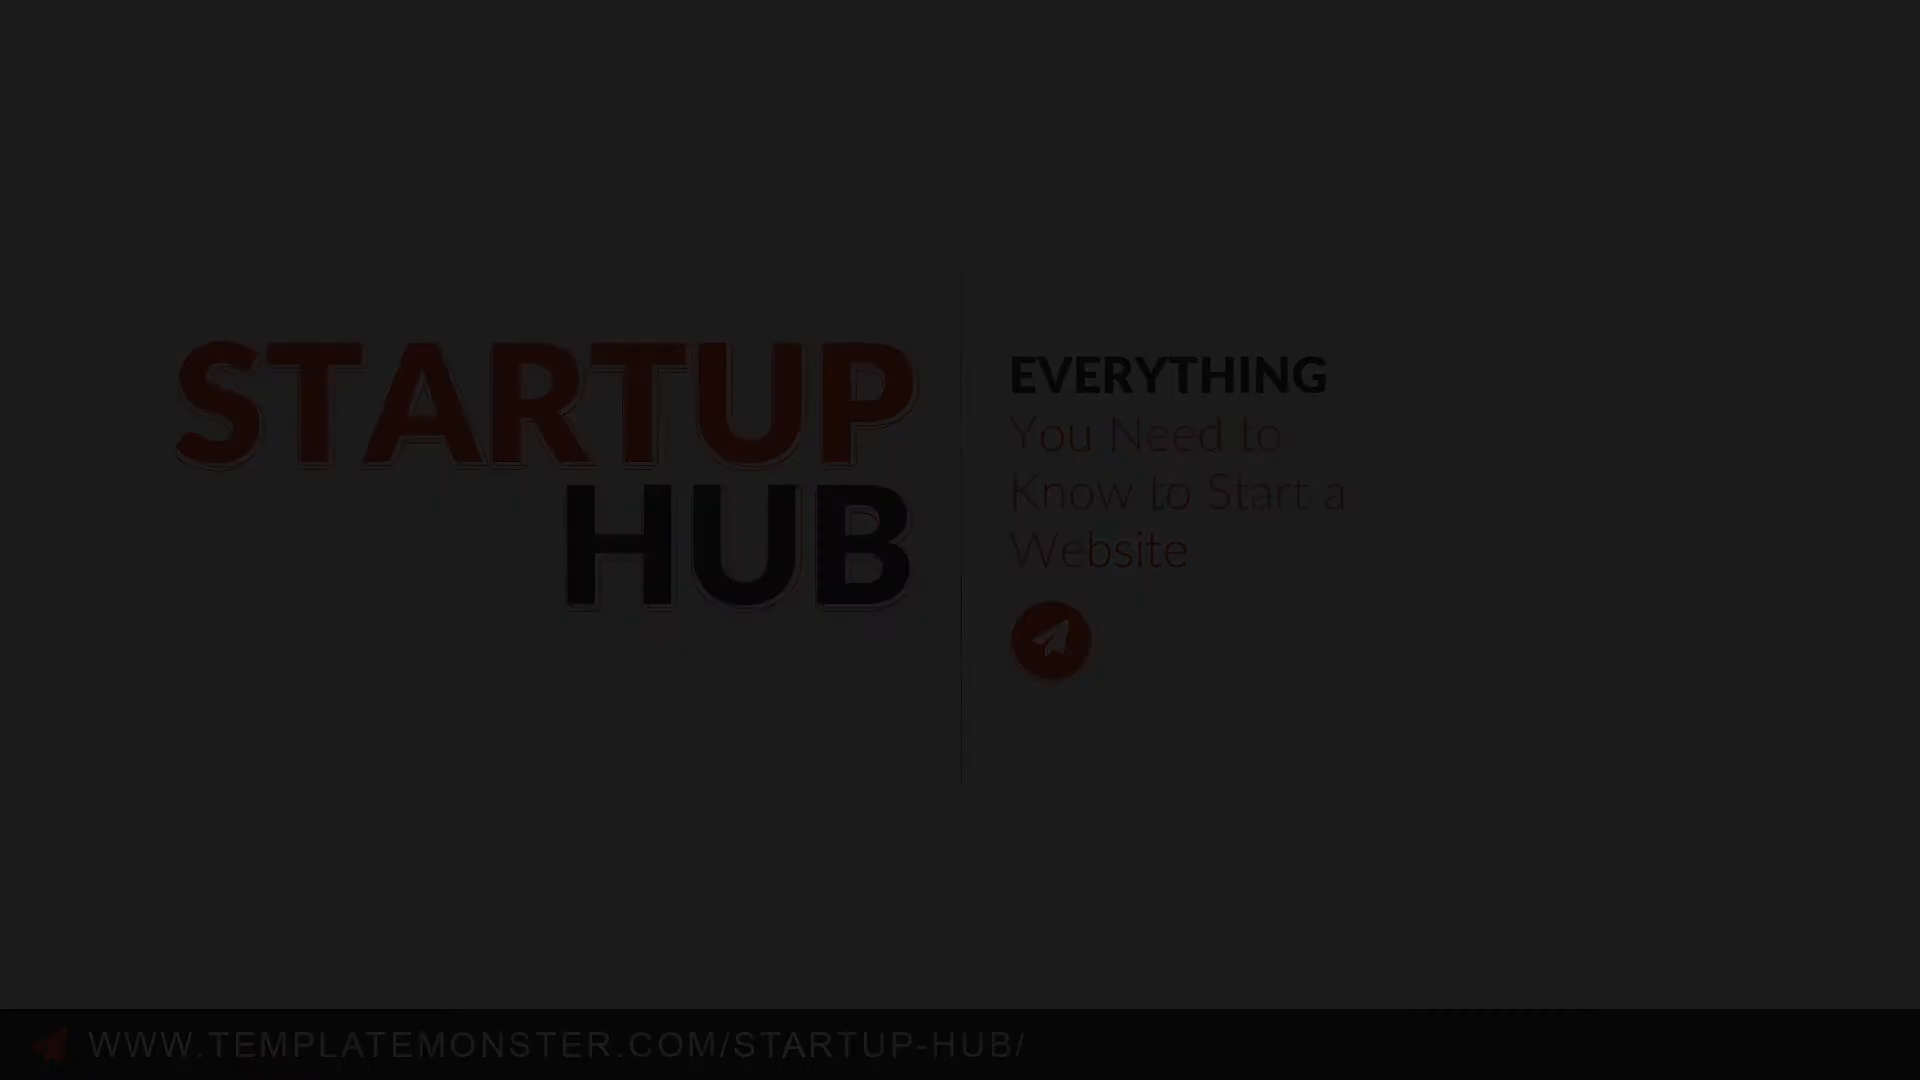 STARTUP
HUB
EVERYTHING
You Need to
Know to Start a
Website
WWW.TEMPLATEMONSTER.COM/STARTUP-HUB/